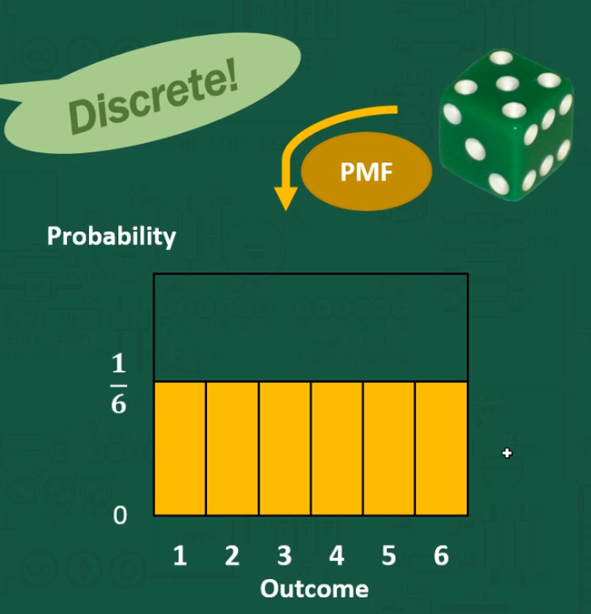 Discrete!
PMF
Probability
1
6
0
1 2 3 4 5 6
Outcome